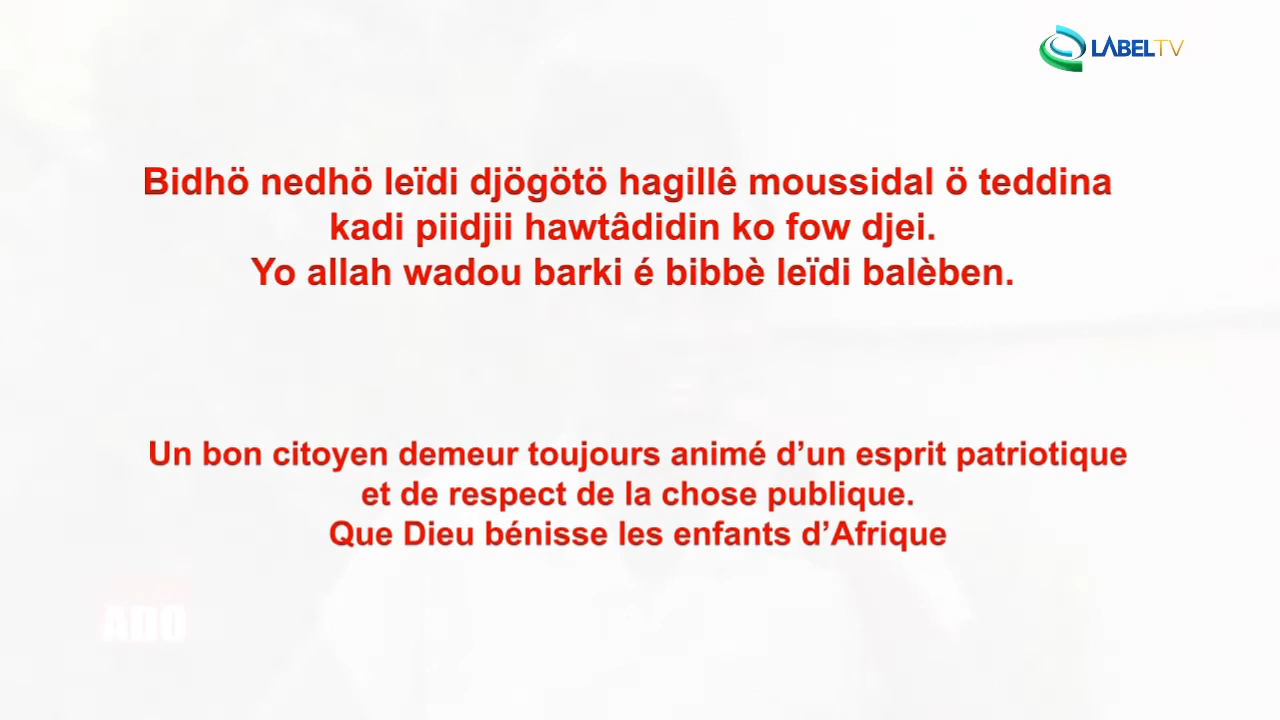 LABEL TV
Bidhö nedhö leïdi djögötö hagillê moussidal ö teddina
kadi piidjii hawtâdidin ko fow djei.
Yo allah wadou barki é bibbè leïdi balèben.
Un bon citoyen demeur toujours animé d’un esprit patriotique
et de respect de la chose publique.
Que Dieu bénisse les enfants d’Afrique
ADO